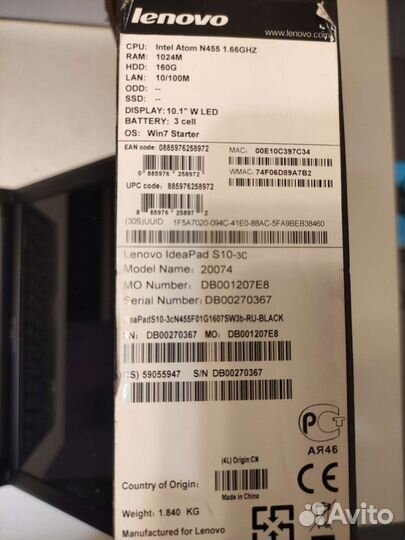 lenovo
www.lenovo.com
CPU: Intel Atom N455 1.66GHZ
RAM: 1024M
HDD: 160G
LAN: 10/100M
ODD: --
SSD: --
DISPLAY: 10.1" W LED
BATTERY: 3 cell
OS: Win7 Starter
EAN code: 0885976258972
MAC: 00E10C397C34
0 885976 258972
WMAC: 74F06D89A7B2
UPC code: 885976258972
8 85976 25897 2
(30S)UUID 1F5A7020-094C-41E0-88AC-5FA9BEB38460
Lenovo IdeaPad S10-3C
Model Name: 20074
MO Number: DB001207E8
Serial Number: DB00270367
eaPadS10-3cN455F01G1607SW3b-RU-BLACK
N: DB00270367 MO: DB001207E8
S) 59055947 S/N DB00270367
РСТ
АЯ46
(4L) Origin:CN
Country of Origin:
Made in China
Weight: 1.840 KG
Manufactured for Lenovo
Avito